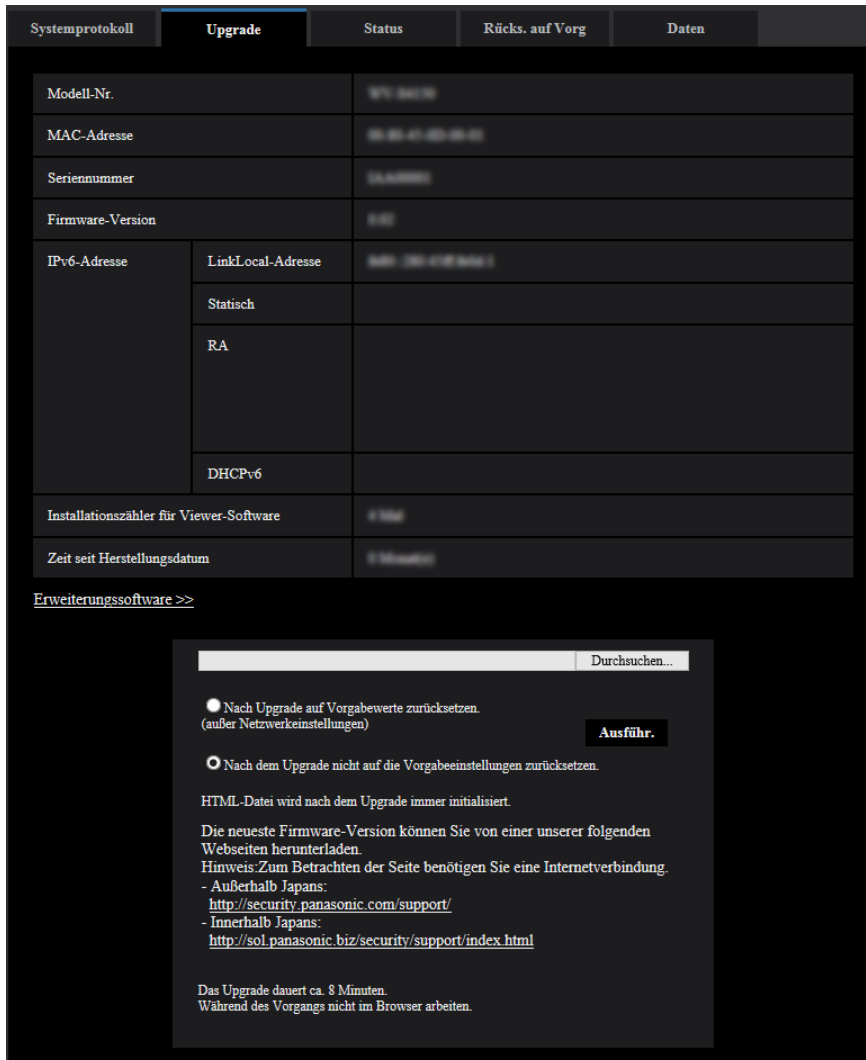 Systemprotokoll Upgrade Status Rücks. auf Vorg Daten
Modell-Nr.
MAC-Adresse
Seriennummer
Firmware-Version
IPv6-Adresse LinkLocal-Adresse
Statisch
RA
DHCPv6
Installationszähler für Viewer-Software
Zeit seit Herstellungsdatum
Erweiterungssoftware >>
Durchsuchen...
Nach Upgrade auf Vorgabewerte zurücksetzen.
(außer Netzwerkeinstellungen)
Ausführ.
Nach dem Upgrade nicht auf die Vorgabeeinstellungen zurücksetzen.
HTML-Datei wird nach dem Upgrade immer initialisiert.
Die neueste Firmware-Version können Sie von einer unserer folgenden
Webseiten herunterladen.
Hinweis:Zum Betrachten der Seite benötigen Sie eine Internetverbindung.
- Außerhalb Japans:
http://security.panasonic.com/support/
- Innerhalb Japans:
http://sol.panasonic.biz/security/support/index.html
Das Upgrade dauert ca. 8 Minuten.
Während des Vorgangs nicht im Browser arbeiten.